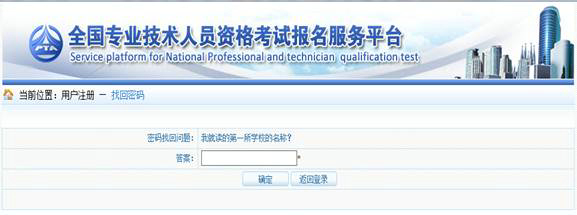 全国专业技术人员资格考试报名服务平台
Service platform for National Professional and technician qualification test
当前位置：用户注册 — 找回密码
密码找回问题： 我就读的第一所学校的名称？
答案： *
确定 返回登录